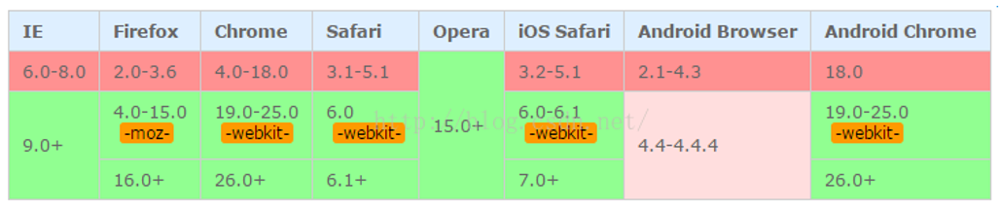 IE Firefox Chrome Safari Opera iOS Safari Android Browser Android Chrome
6.0-8.0 2.0-3.6 4.0-18.0 3.1-5.1 3.2-5.1 2.1-4.3 18.0
4.0-15.0 19.0-25.0 6.0 6.0-6.1 19.0-25.0
http://blog. .net/ 15.0+
-moz- -webkit- -webkit- -webkit- -webkit-
9.0+ 4.4-4.4.4
16.0+ 26.0+ 6.1+ 7.0+ 26.0+